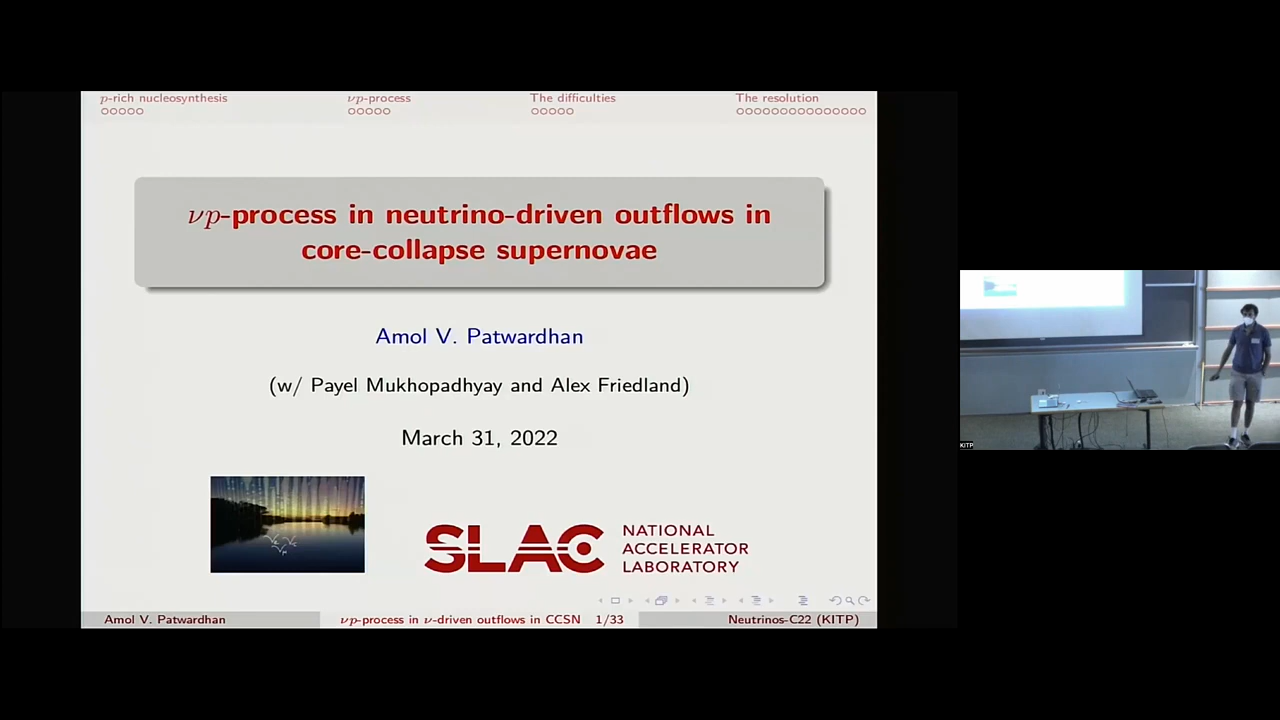 p-rich nucleosynthesis
νp-process
The difficulties
The resolution
νp-process in neutrino-driven outflows in
core-collapse supernovae
Amol V. Patwardhan
(w/ Payel Mukhopadhyay and Alex Friedland)
March 31, 2022
SLAC
NATIONAL
ACCELERATOR
LABORATORY
Amol V. Patwardhan
νp-process in ν-driven outflows in CCSN
1/33
Neutrinos-C22 (KITP)
KITP